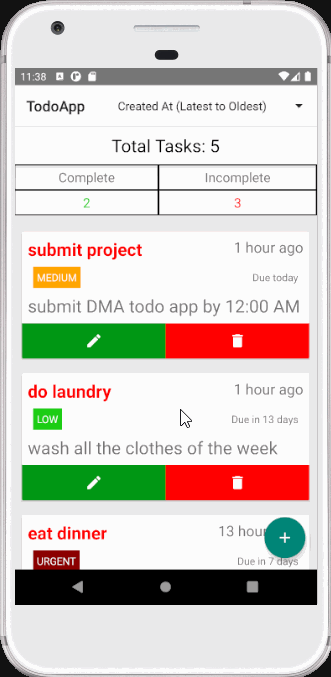 11:38
TodoApp Created At (Latest to Oldest)
Total Tasks: 5
Complete Incomplete
2 3
submit project 1 hour ago
MEDIUM Due today
submit DMA todo app by 12:00 AM
do laundry 1 hour ago
LOW Due in 13 days
wash all the clothes of the week
eat dinner 13 hour
URGENT Due in 7 days